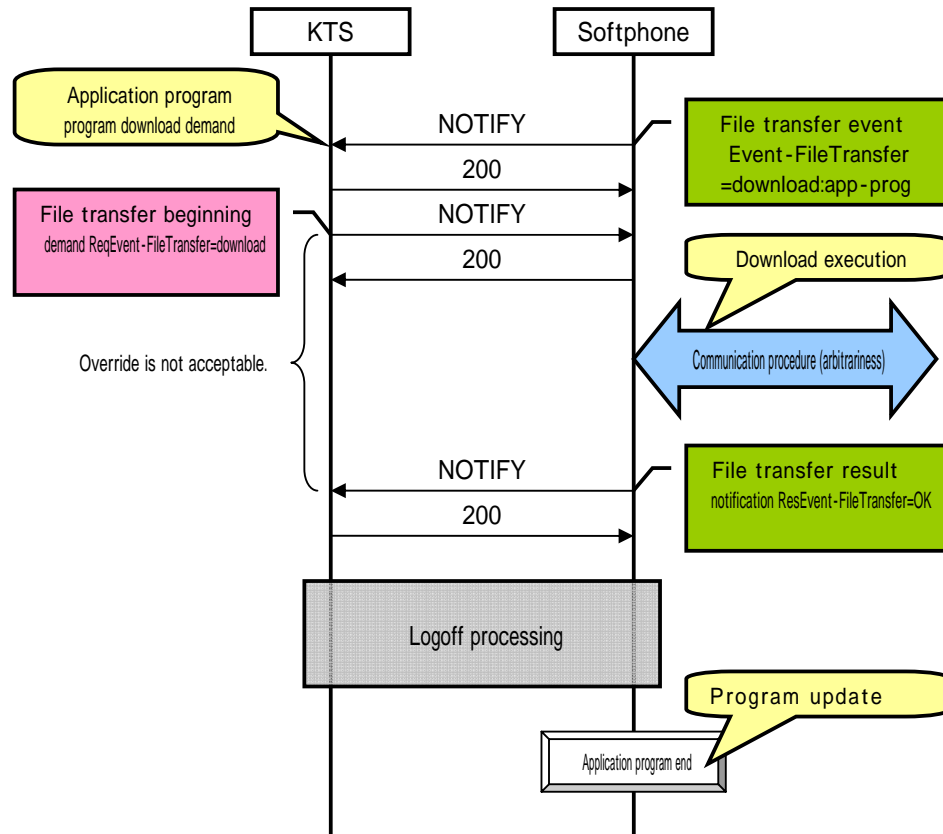 KTS
Softphone
Application program
program download demand
NOTIFY
File transfer event
Event-FileTransfer
=download:app-prog
200
File transfer beginning
demand ReqEvent-FileTransfer=download
NOTIFY
200
Download execution
Override is not acceptable.
Communication procedure (arbitrariness)
NOTIFY
File transfer result
notification ResEvent-FileTransfer=OK
200
Logoff processing
Program update
Application program end